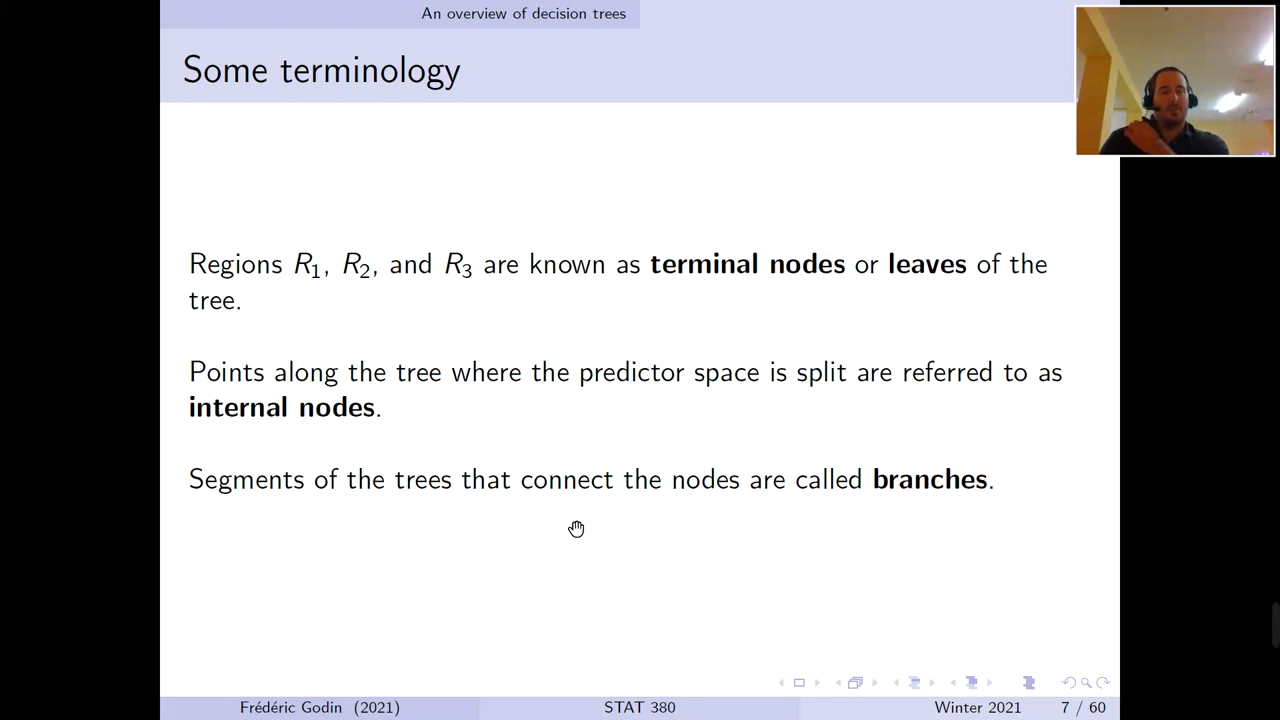 An overview of decision trees
Some terminology
Regions R₁, R₂, and R₃ are known as terminal nodes or leaves of the
tree.
Points along the tree where the predictor space is split are referred to as
internal nodes.
Segments of the trees that connect the nodes are called branches.
Frédéric Godin (2021) STAT 380 Winter 2021 7 / 60